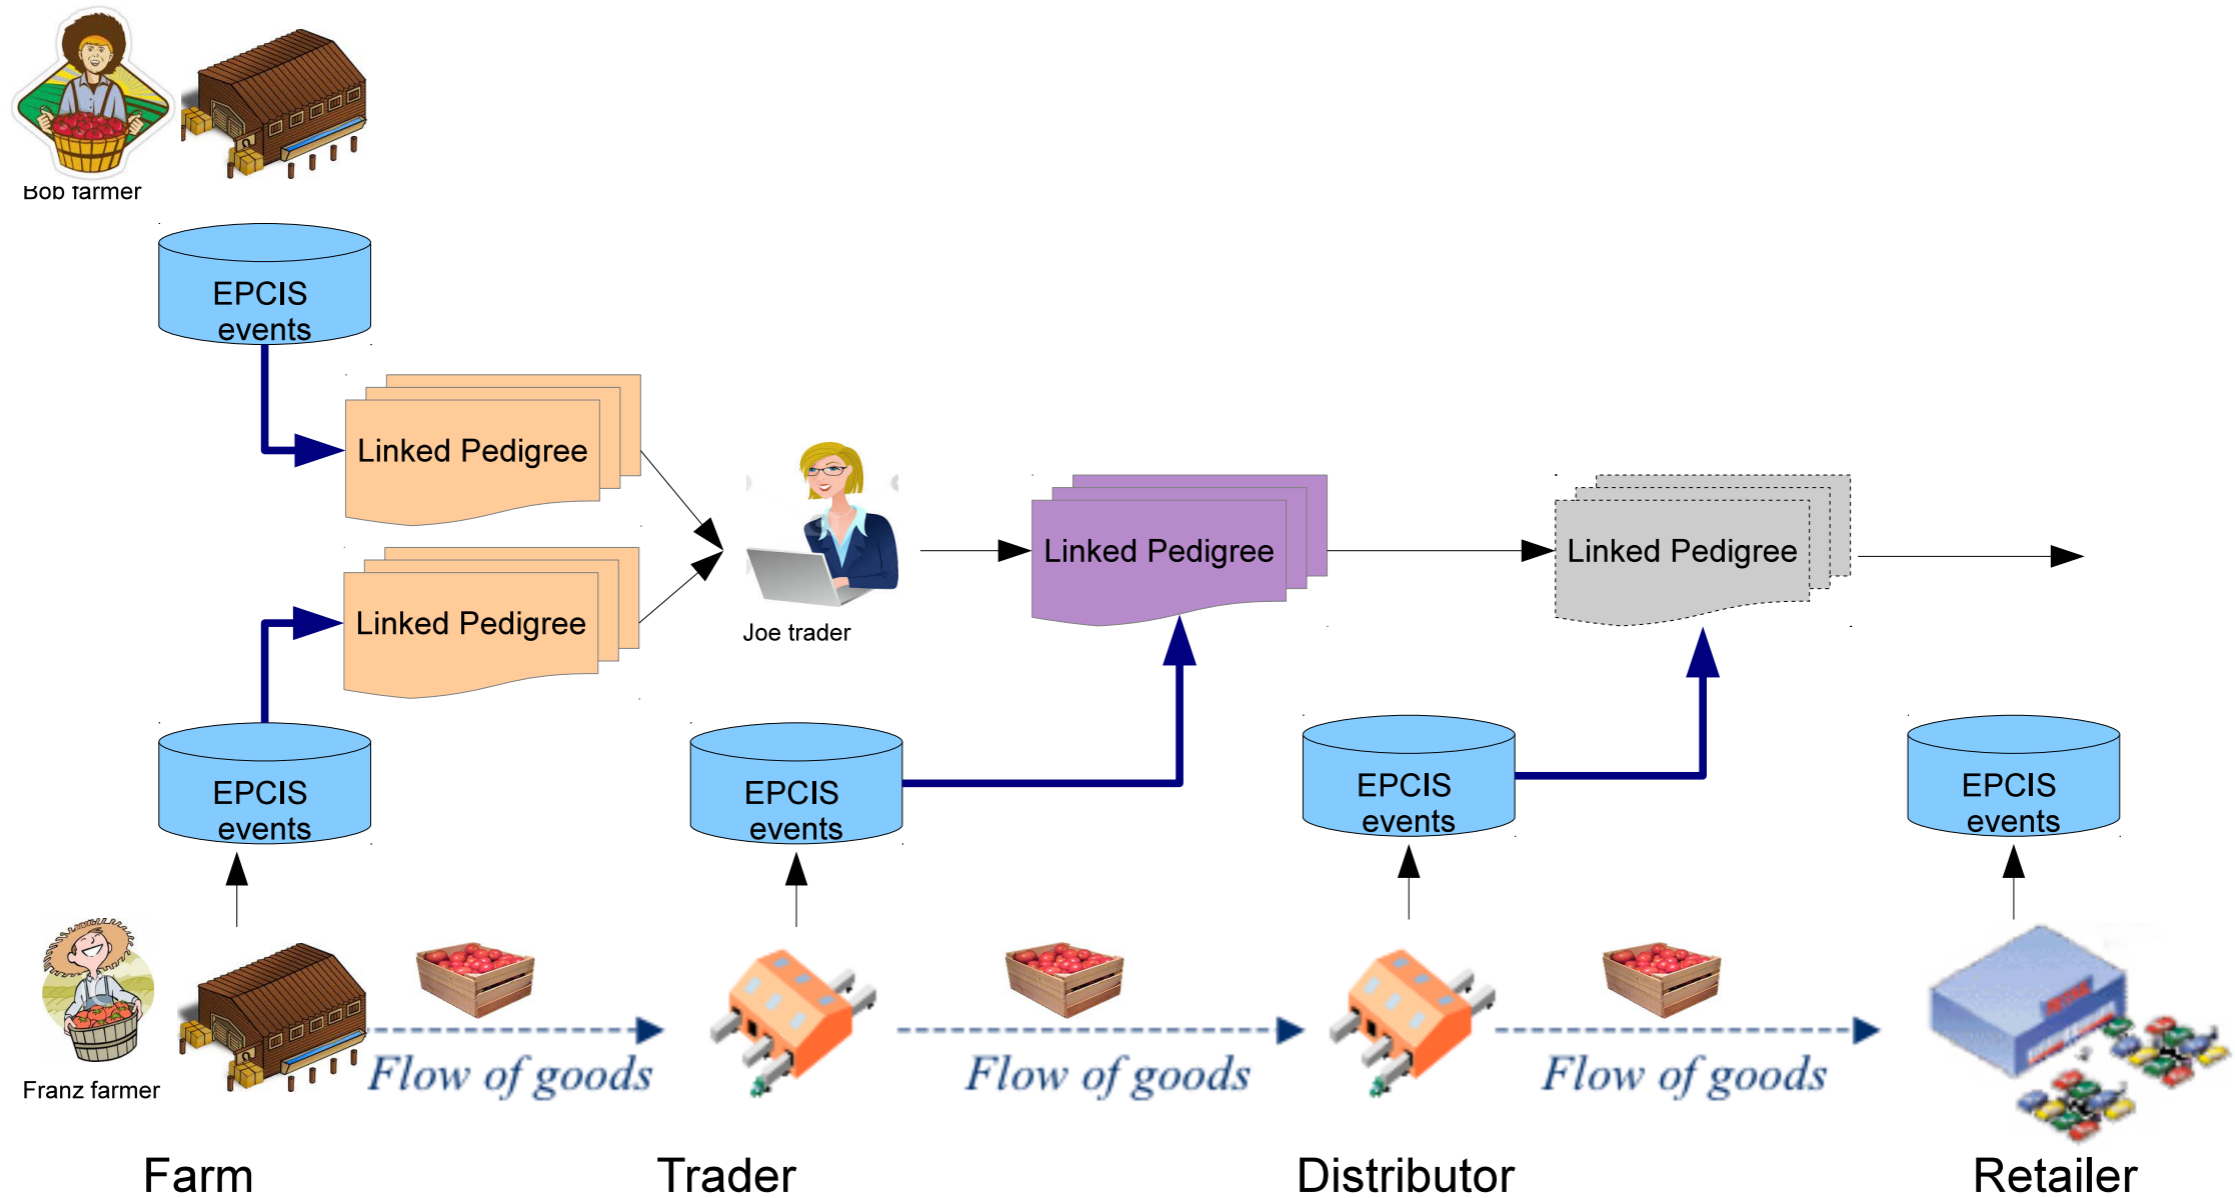 Bob farmer
EPCIS
events
Linked Pedigree
Linked Pedigree
Joe trader
Linked Pedigree
Linked Pedigree
EPCIS
events
EPCIS
events
EPCIS
events
EPCIS
events
Franz farmer
Flow of goods
Flow of goods
Flow of goods
Farm
Trader
Distributor
Retailer